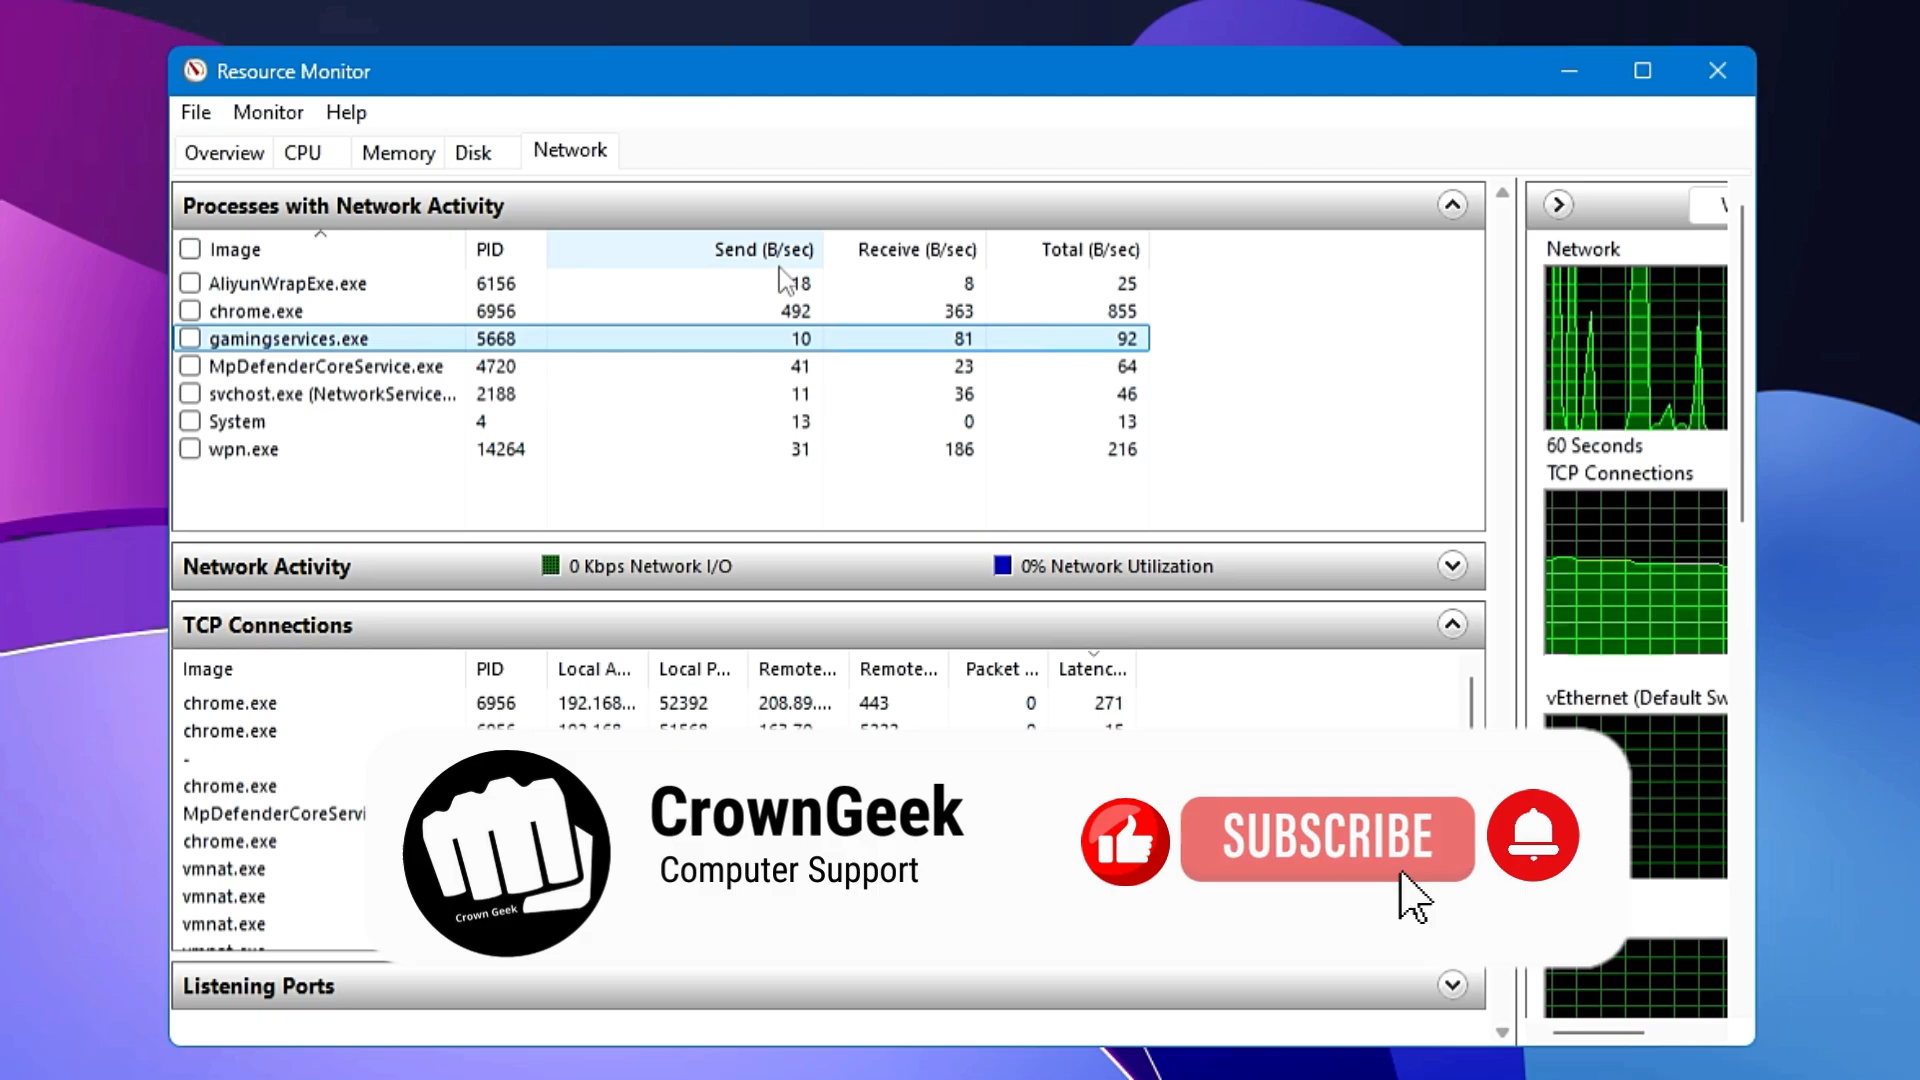 Resource Monitor
File Monitor Help
Overview CPU Memory Disk Network
Processes with Network Activity
Image PID Send (B/sec) Receive (B/sec) Total (B/sec)
AliyunWrapExe.exe 6156 18 8 25
chrome.exe 6956 492 363 855
gamingservices.exe 5668 10 81 92
MpDefenderCoreService.exe 4720 41 23 64
svchost.exe (NetworkService... 2188 11 36 46
System 4 13 0 13
wpn.exe 14264 31 186 216
Network Activity 0 Kbps Network I/O 0% Network Utilization
TCP Connections
Image PID Local A... Local P... Remote... Remote... Packet ... Latenc...
chrome.exe 6956 192.168... 52392 208.89.... 443 0 271
chrome.exe
-
chrome.exe
MpDefenderCoreServi
chrome.exe
vmnat.exe
vmnat.exe
vmnat.exe
Listening Ports
Network
60 Seconds
TCP Connections
vEthernet (Default Sw
CrownGeek
Computer Support
Crown Geek
SUBSCRIBE